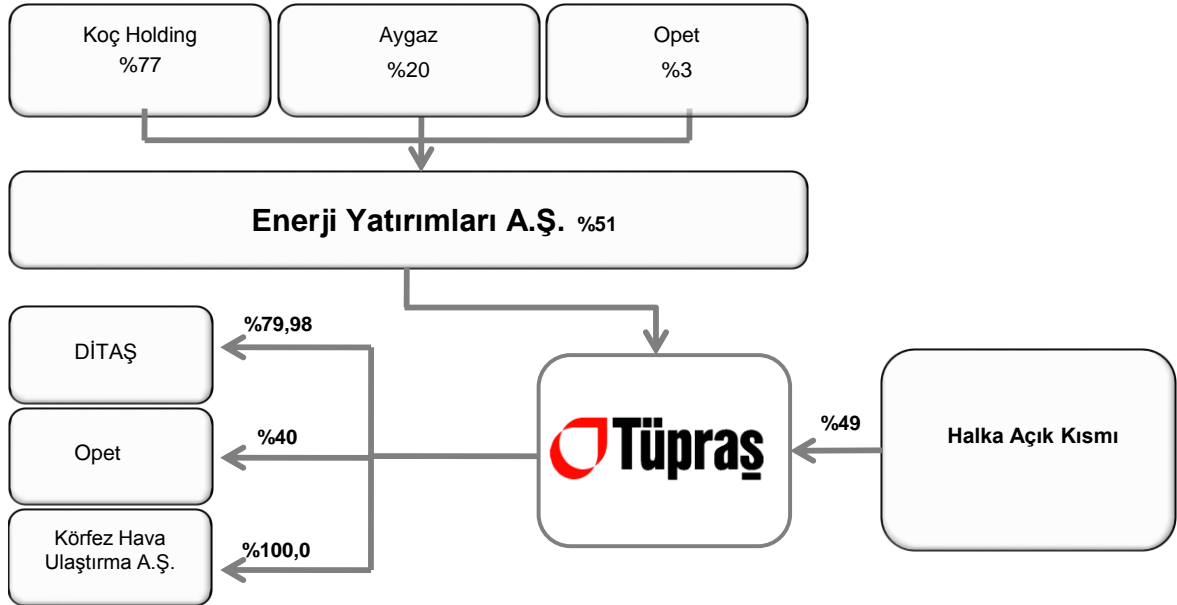 Koç Holding
%77
Aygaz
%20
Opet
%3
Enerji Yatırımları A.Ş. %51
DİTAŞ
%79,98
Opet
%40
Körfez Hava
Ulaştırma A.Ş.
%100,0
Tüpraş
%49
Halka Açık Kısmı